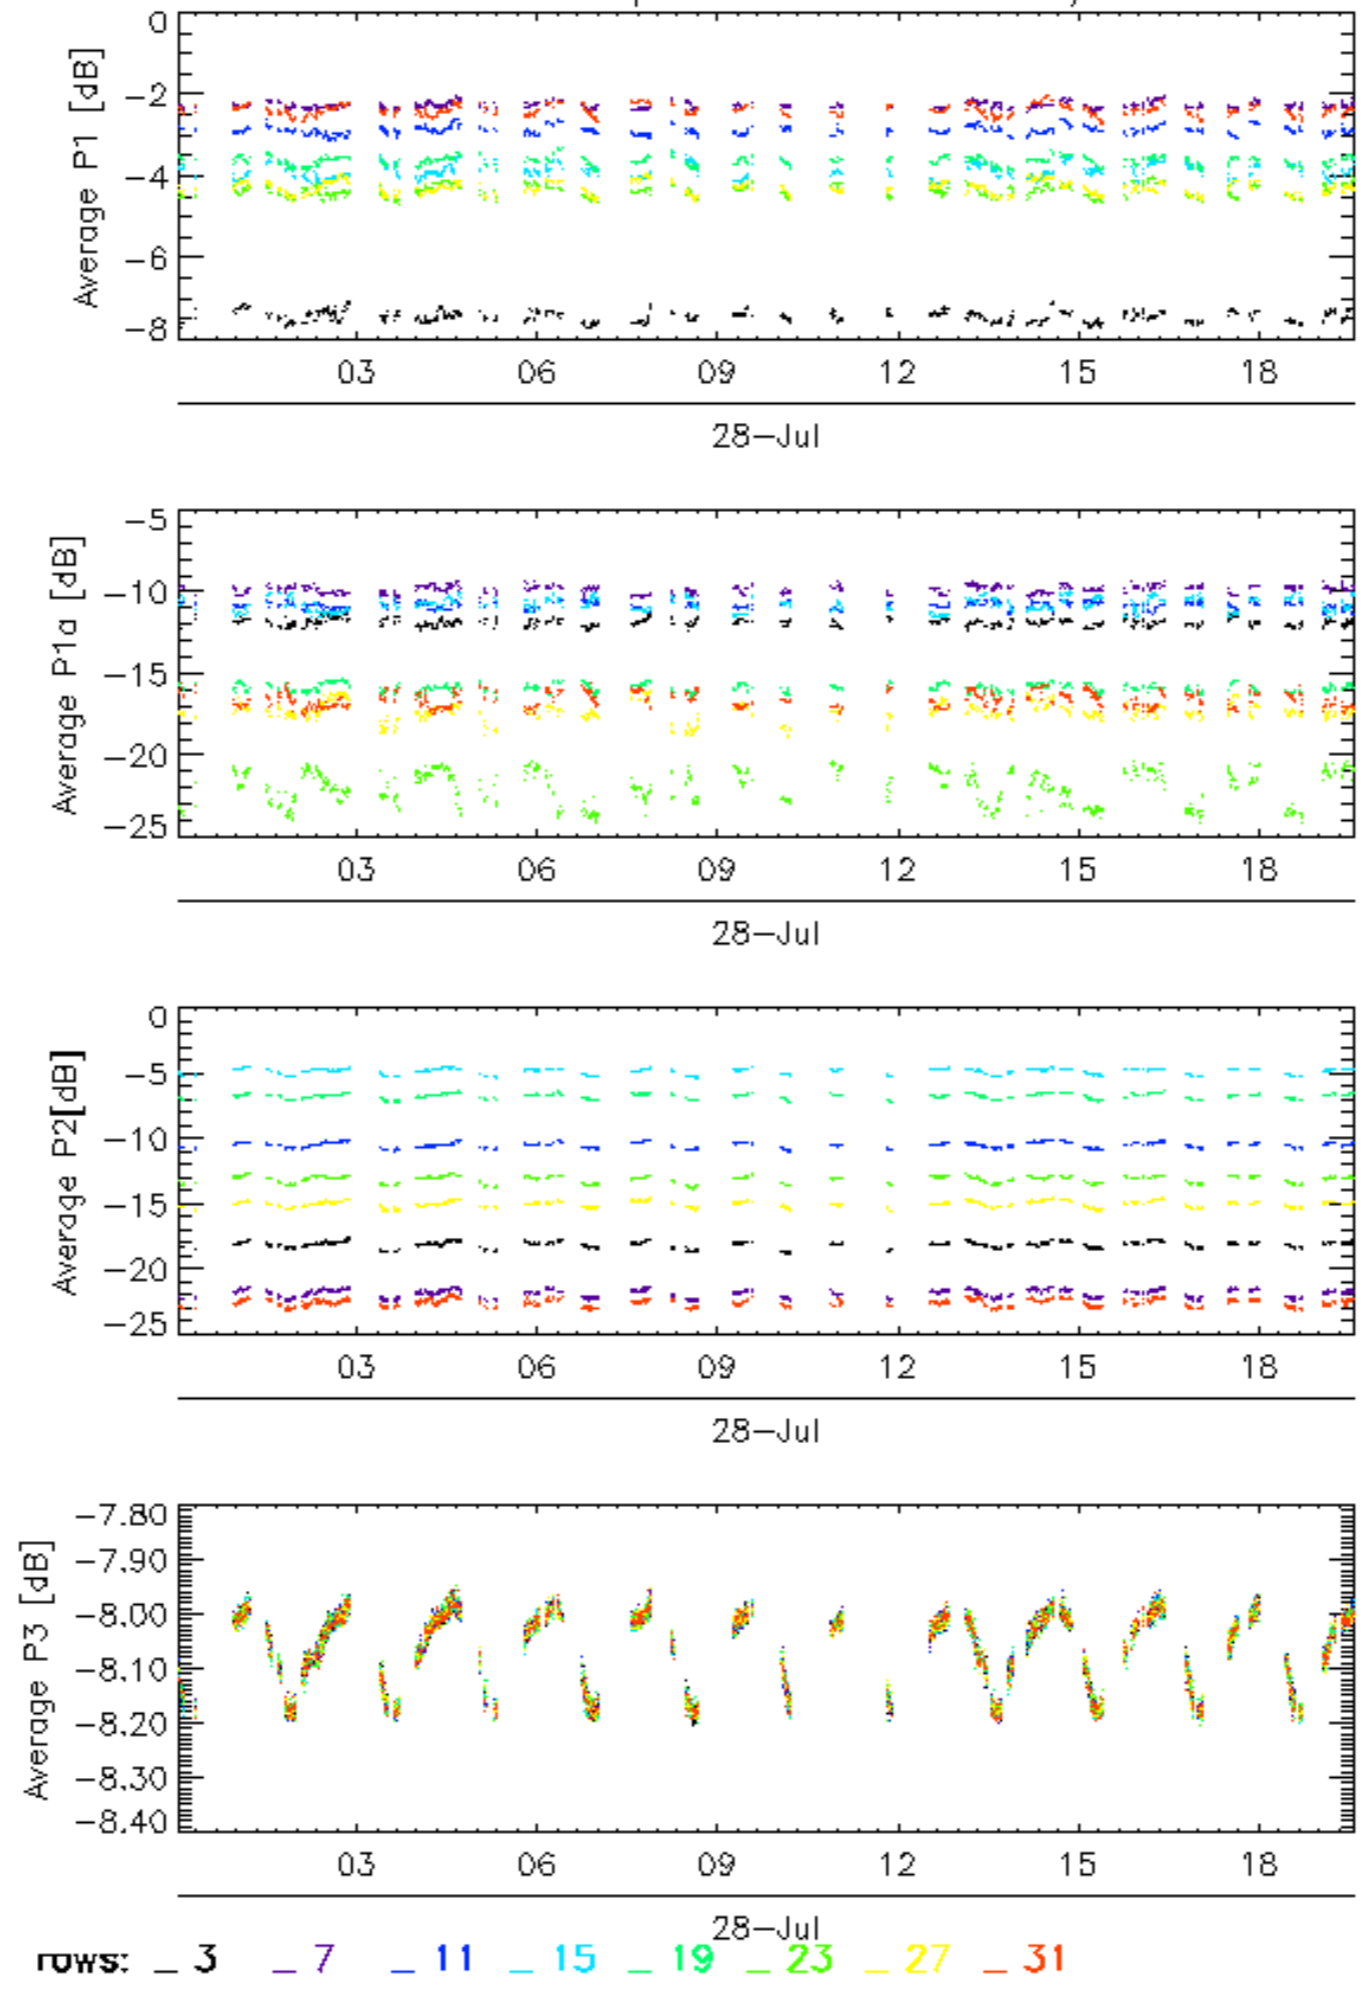 0
−2
−4
−6
−8
Average P1 [dB]
03 06 09 12 15 18
28−Jul
−5
−10
−15
−20
−25
Average P1a [dB]
03 06 09 12 15 18
28−Jul
0
−5
−10
−15
−20
−25
Average P2[dB]
03 06 09 12 15 18
28−Jul
−7.80
−7.90
−8.00
−8.10
−8.20
−8.30
−8.40
Average P3 [dB]
03 06 09 12 15 18
28−Jul
rows: _ 3 _ 7 _ 11 _ 15 _ 19 _ 23 _ 27 _ 31